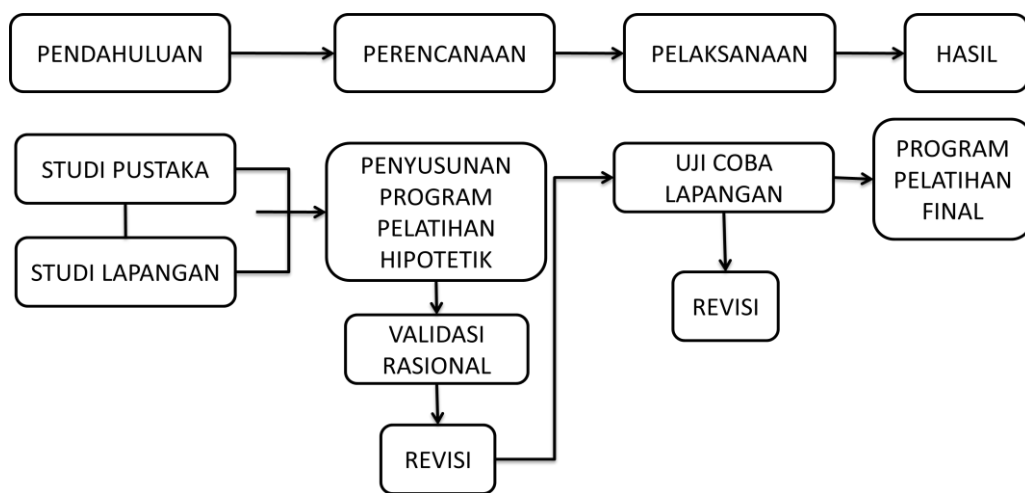 PENDAHULUAN
PERENCANAAN
PELAKSANAAN
HASIL
STUDI PUSTAKA
STUDI LAPANGAN
PENYUSUNAN
PROGRAM
PELATIHAN
HIPOTETIK
VALIDASI
RASIONAL
REVISI
UJI COBA
LAPANGAN
REVISI
PROGRAM
PELATIHAN
FINAL